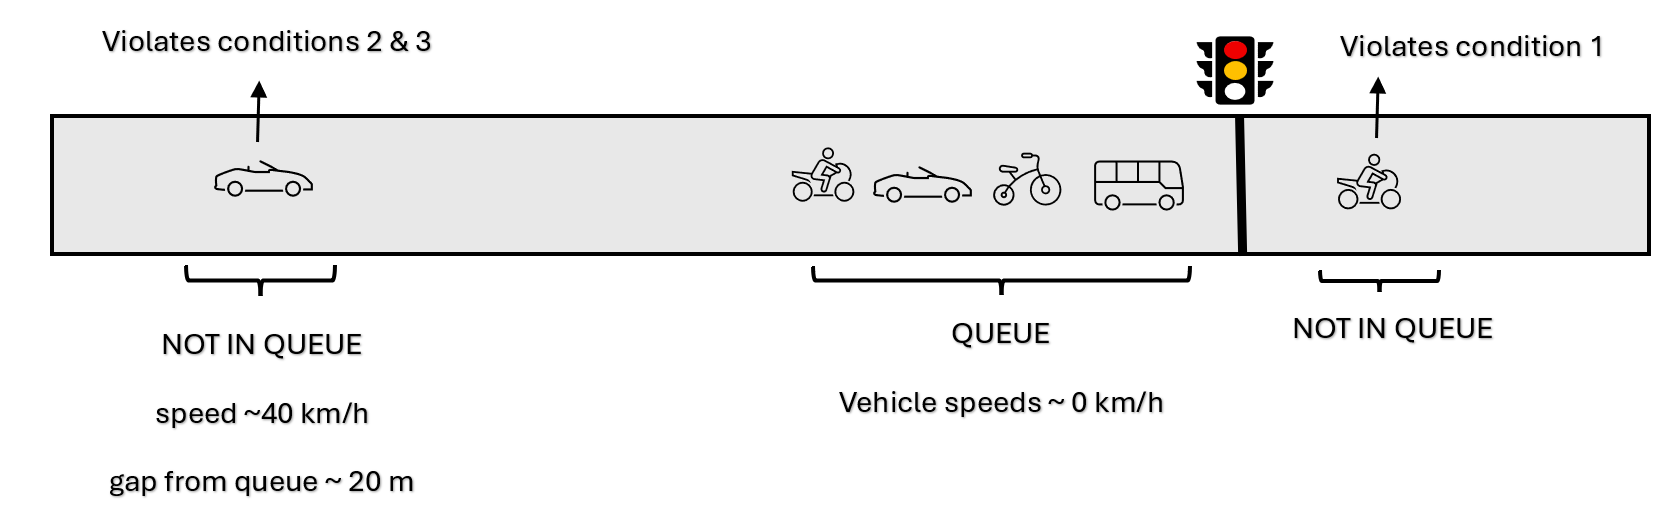 Violates conditions 2 & 3
Violates condition 1
NOT IN QUEUE
speed ~40 km/h
gap from queue ~ 20 m
QUEUE
Vehicle speeds ~ 0 km/h
NOT IN QUEUE